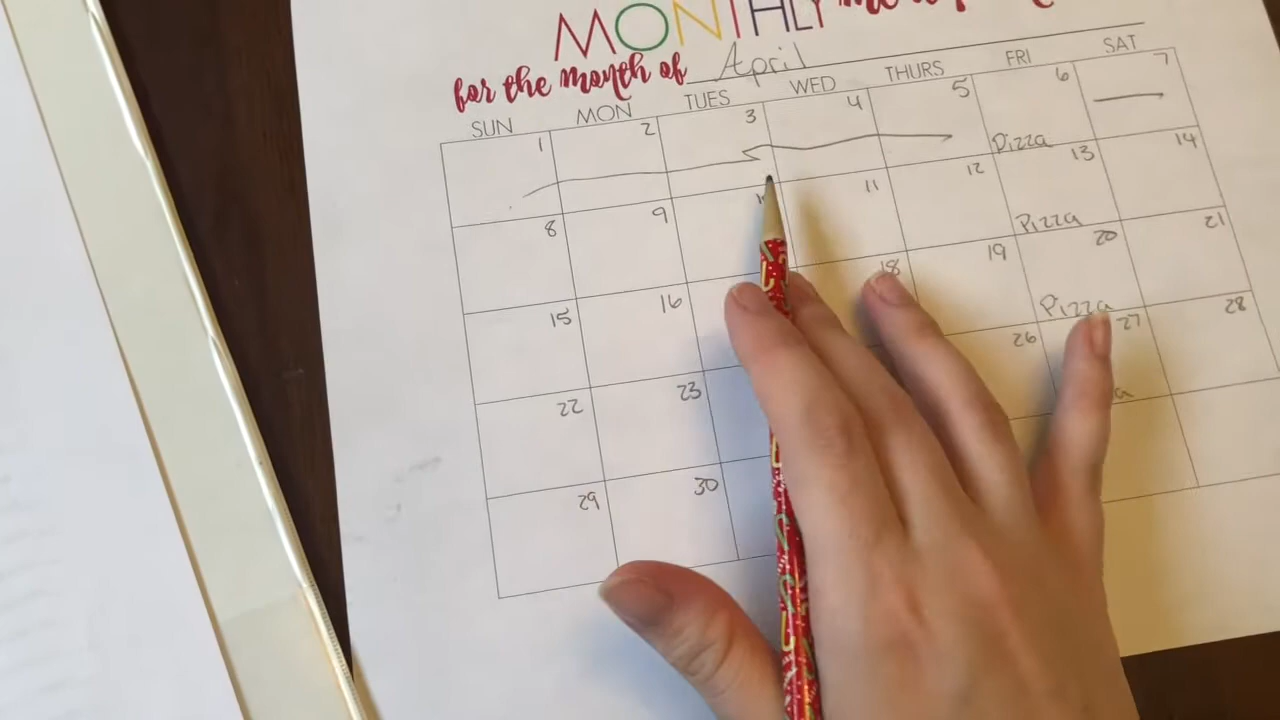 MONTHLY
for the month of April
SUN MON TUES WED THURS FRI SAT
1 2 3 4 5 6 7
Pizza
8 9 10 11 12 13 14
Pizza
15 16 18 19 20 21
Pizza
22 23 26 27 28
29 30